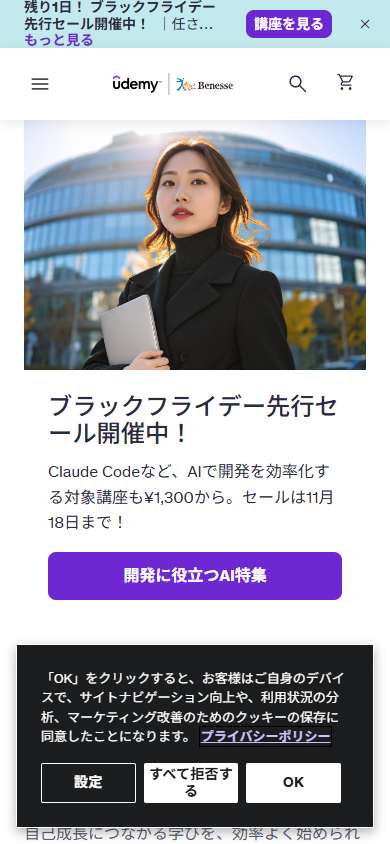 残り1日！ ブラックフライデー
先行セール開催中！ ｜任さ…
もっと見る
講座を見る
udemy
Benesse
ブラックフライデー先行セ
ール開催中！
Claude Codeなど、AIで開発を効率化す
る対象講座も¥1,300から。セールは11月
18日まで！
開発に役立つAI特集
「OK」をクリックすると、お客様はご自身のデバイ
スで、サイトナビゲーション向上や、利用状況の分
析、マーケティング改善のためのクッキーの保存に
同意したことになります。 プライバシーポリシー
設定
すべて拒否す
る
OK
自己成長につながる学びを、効率よく始められ